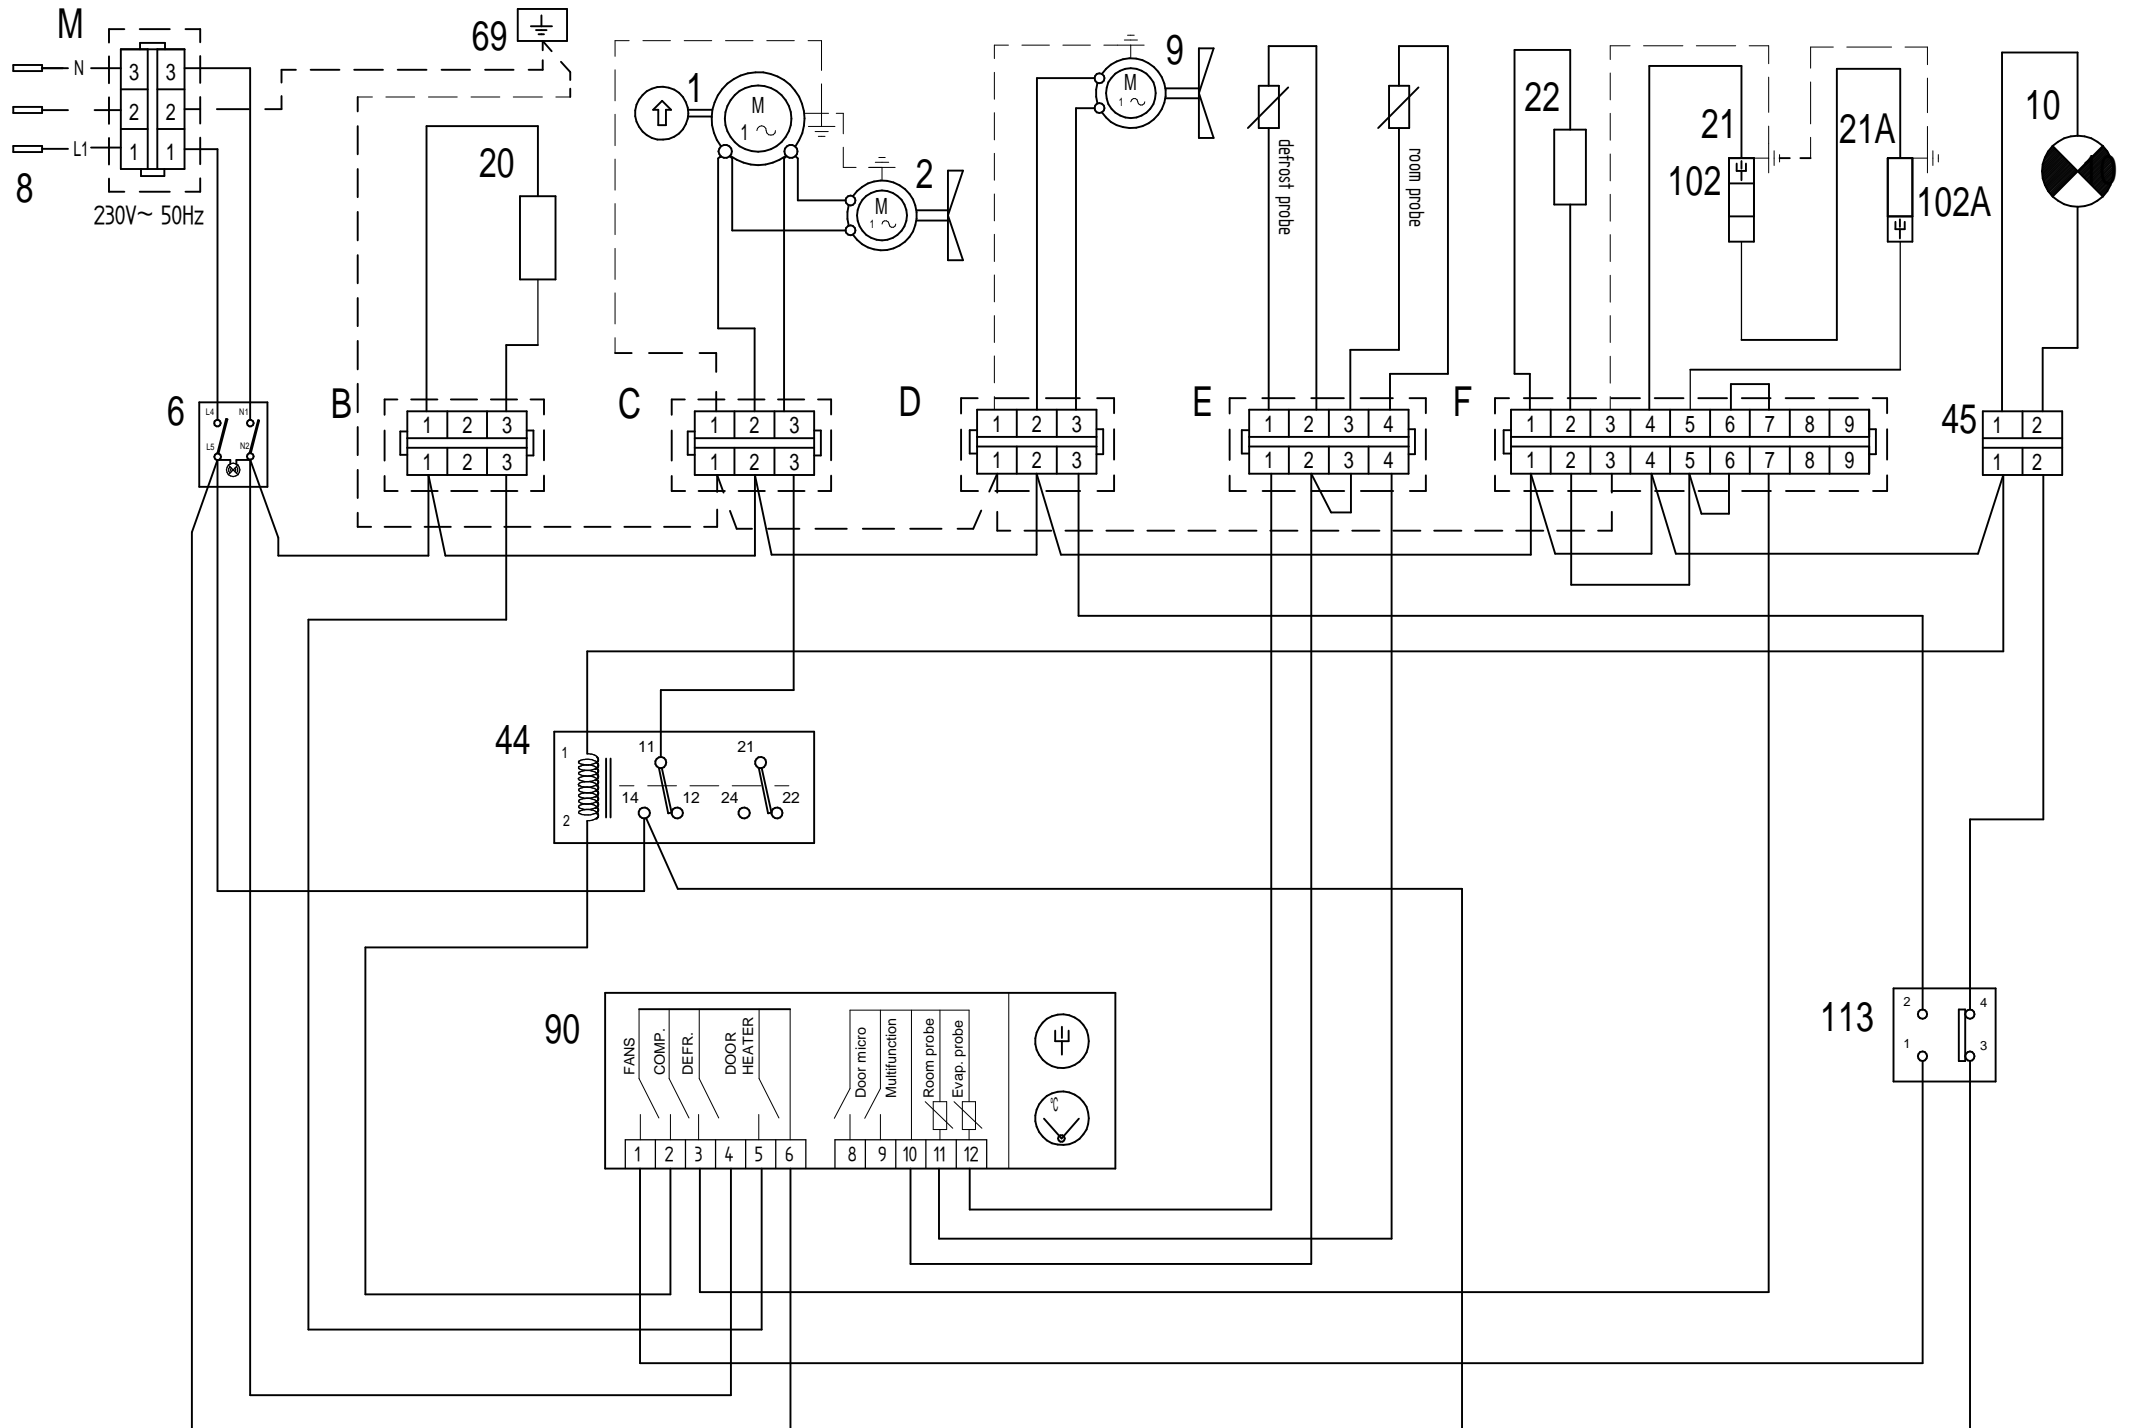 M
69
1
9
N
3 3
2 2
L1
1 1
8
230V~ 50Hz
20
M
1
2
M
1
M
1
defrost probe
room probe
22
21
102
21A
102A
10
10
6
L4
N1
L5
N2
B
1 2 3
1 2 3
C
1 2 3
1 2 3
D
1 2 3
1 2 3
E
1 2 3 4
1 2 3 4
F
1 2 3 4 5 6 7 8 9
1 2 3 4 5 6 7 8 9
45
1 2
1 2
44
1
11
21
14
12
24
22
2
90
FANS
COMP.
DEFR.
DOOR
HEATER
Door micro
Multifunction
Room probe
Evap. probe
°C
1 2 3 4 5 6
8 9 10 11 12
113
2
4
1
3